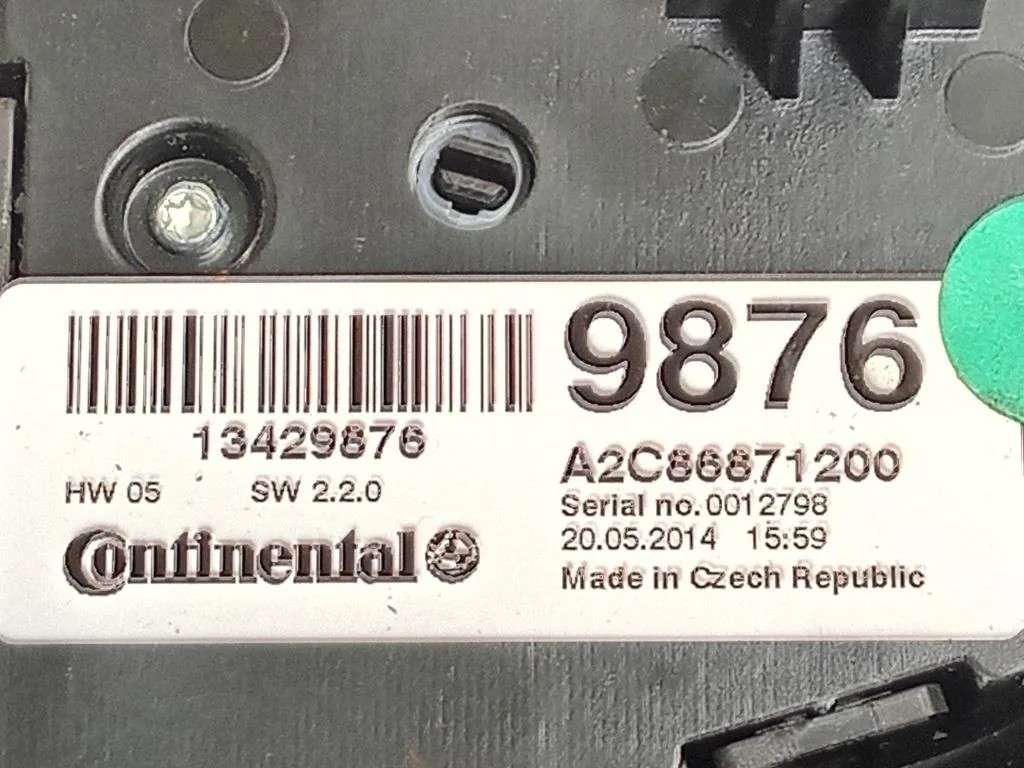 13429876
HW 05 SW 2.2.0
Continental
9876
A2C86871200
Serial no.0012798
20.05.2014 15:59
Made in Czech Republic